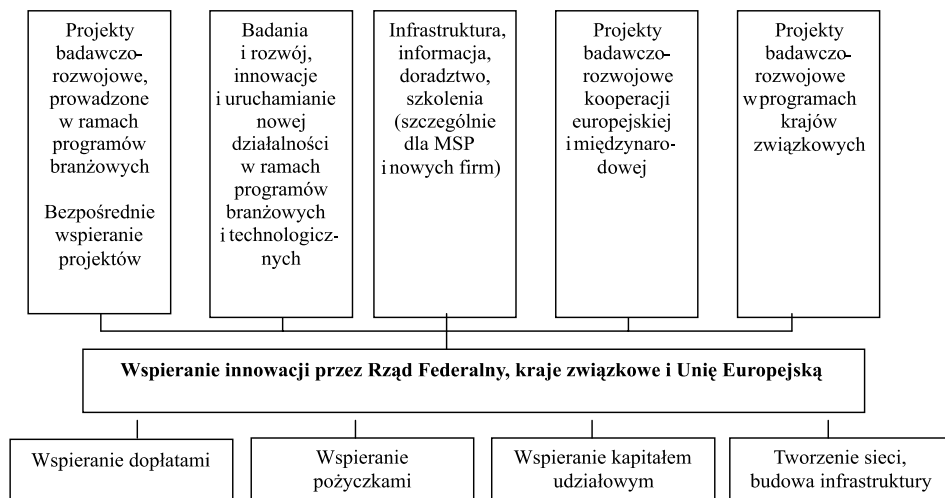 Projekty
badawczo-
rozwojowe,
prowadzone
w ramach
programów
branżowych
Bezpośrednie
wspieranie
projektów
Badania
i rozwój,
innowacje
i uruchamianie
nowej
działalności
w ramach
programów
branżowych
i technologicz-
nych
Infrastruktura,
informacja,
doradztwo,
szkolenia
(szczególnie
dla MSP
i nowych firm)
Projekty
badawczo-
rozwojowe
kooperacji
europejskiej
i międzynaro-
dowej
Projekty
badawczo-
rozwojowe
w programach
krajów
związkowych
Wspieranie innowacji przez Rząd Federalny, kraje związkowe i Unię Europejską
Wspieranie dopłatami
Wspieranie
pożyczkami
Wspieranie kapitałem
udziałowym
Tworzenie sieci,
budowa infrastruktury